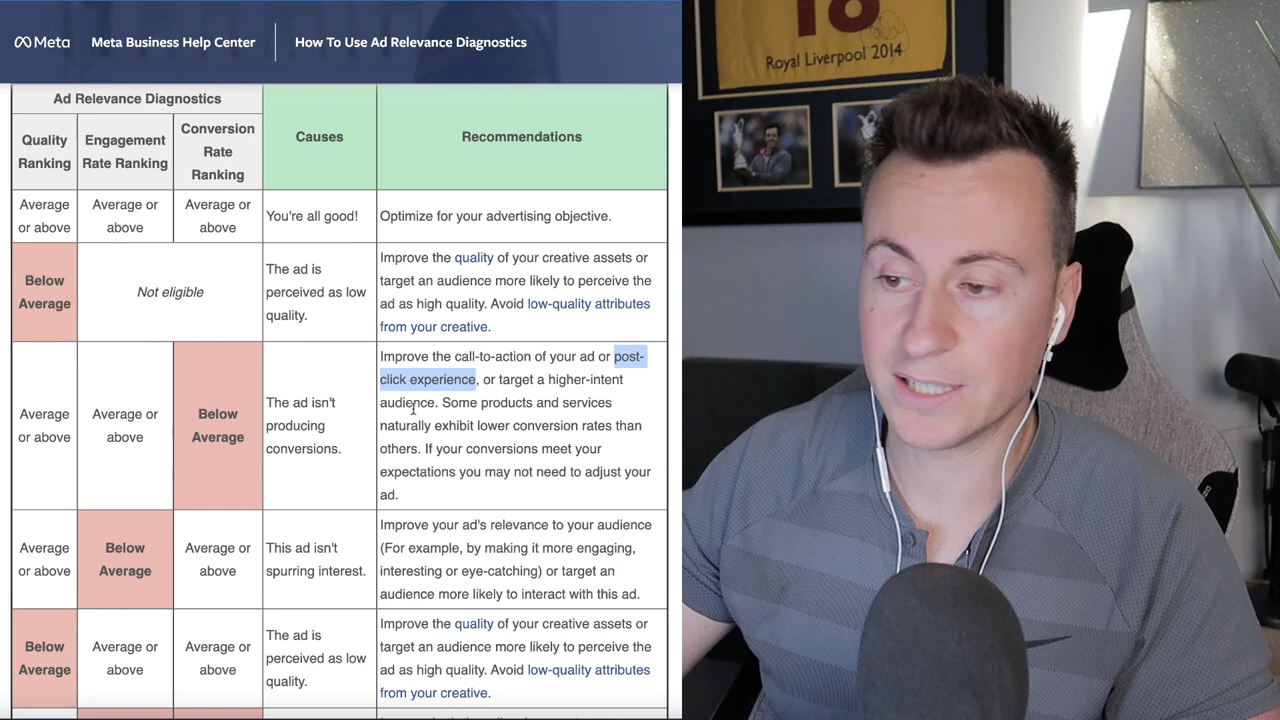 Meta
Meta Business Help Center
How To Use Ad Relevance Diagnostics
18
Royal Liverpool 2014
Ad Relevance Diagnostics
Causes
Recommendations
Quality
Ranking
Engagement
Rate Ranking
Conversion
Rate
Ranking
Average
or above
Average or
above
Average or
above
You're all good!
Optimize for your advertising objective.
Below
Average
Not eligible
The ad is
perceived as low
quality.
Improve the quality of your creative assets or
target an audience more likely to perceive the
ad as high quality. Avoid low-quality attributes
from your creative.
Average
or above
Average or
above
Below
Average
The ad isn't
producing
conversions.
Improve the call-to-action of your ad or post-
click experience, or target a higher-intent
audience. Some products and services
naturally exhibit lower conversion rates than
others. If your conversions meet your
expectations you may not need to adjust your
ad.
Average
or above
Below
Average
Average or
above
This ad isn't
spurring interest.
Improve your ad's relevance to your audience
(For example, by making it more engaging,
interesting or eye-catching) or target an
audience more likely to interact with this ad.
Below
Average
Average or
above
Average or
above
The ad is
perceived as low
quality.
Improve the quality of your creative assets or
target an audience more likely to perceive the
ad as high quality. Avoid low-quality attributes
from your creative.